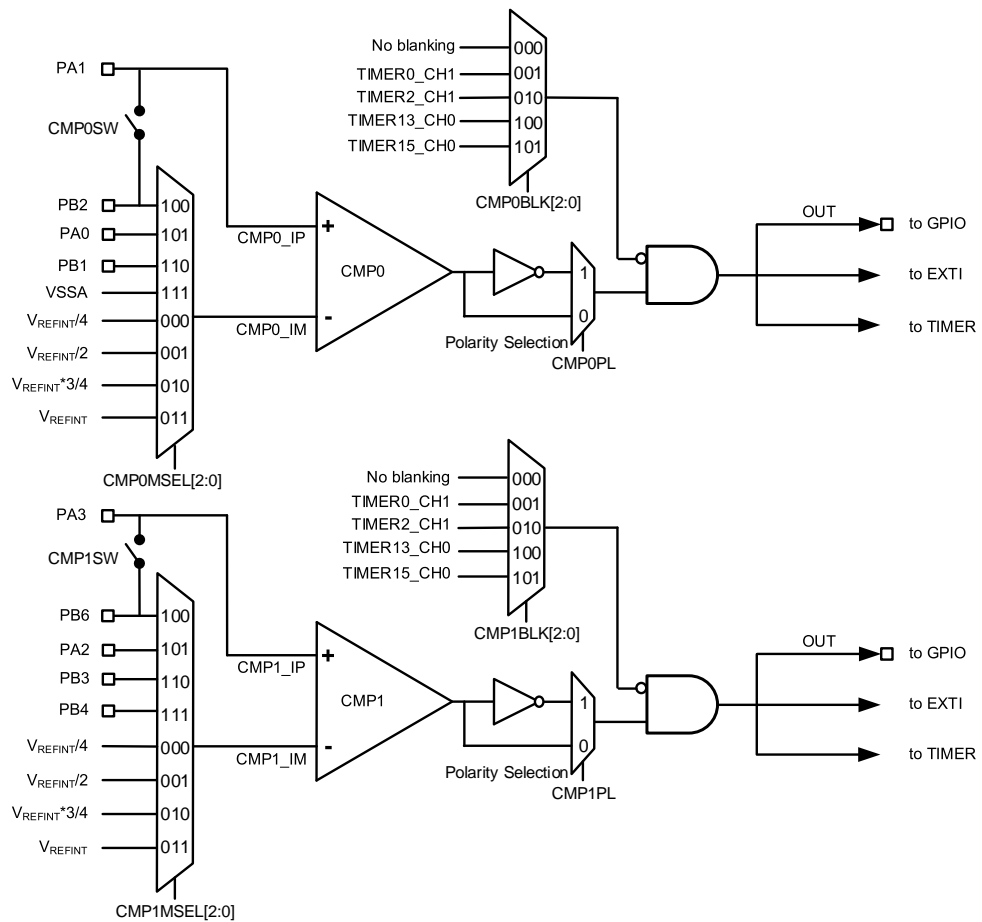 No blanking 000
PA1
TIMER0_CH1 001
TIMER2_CH1 010
TIMER13_CH0 100
CMP0SW
TIMER15_CH0 101
CMP0BLK[2:0]
PB2 100
OUT to GPIO
PA0 101
+
CMP0_IP
PB1 110
CMP0 1 to EXTI
VSSA 111
VREFINT/4 000
-
CMP0_IM
0 to TIMER
Polarity Selection
VREFINT/2 001
CMP0PL
VREFINT*3/4 010
VREFINT 011
CMP0MSEL[2:0]
No blanking 000
TIMER0_CH1 001
PA3
TIMER2_CH1 010
TIMER13_CH0 100
CMP1SW
TIMER15_CH0 101
PB6 100
CMP1BLK[2:0]
OUT to GPIO
PA2 101
+
CMP1_IP
PB3 110
CMP1 1 to EXTI
PB4 111
VREFINT/4 000
-
0 to TIMER
CMP1_IM
Polarity Selection
VREFINT/2 001
CMP1PL
VREFINT*3/4 010
VREFINT 011
CMP1MSEL[2:0]